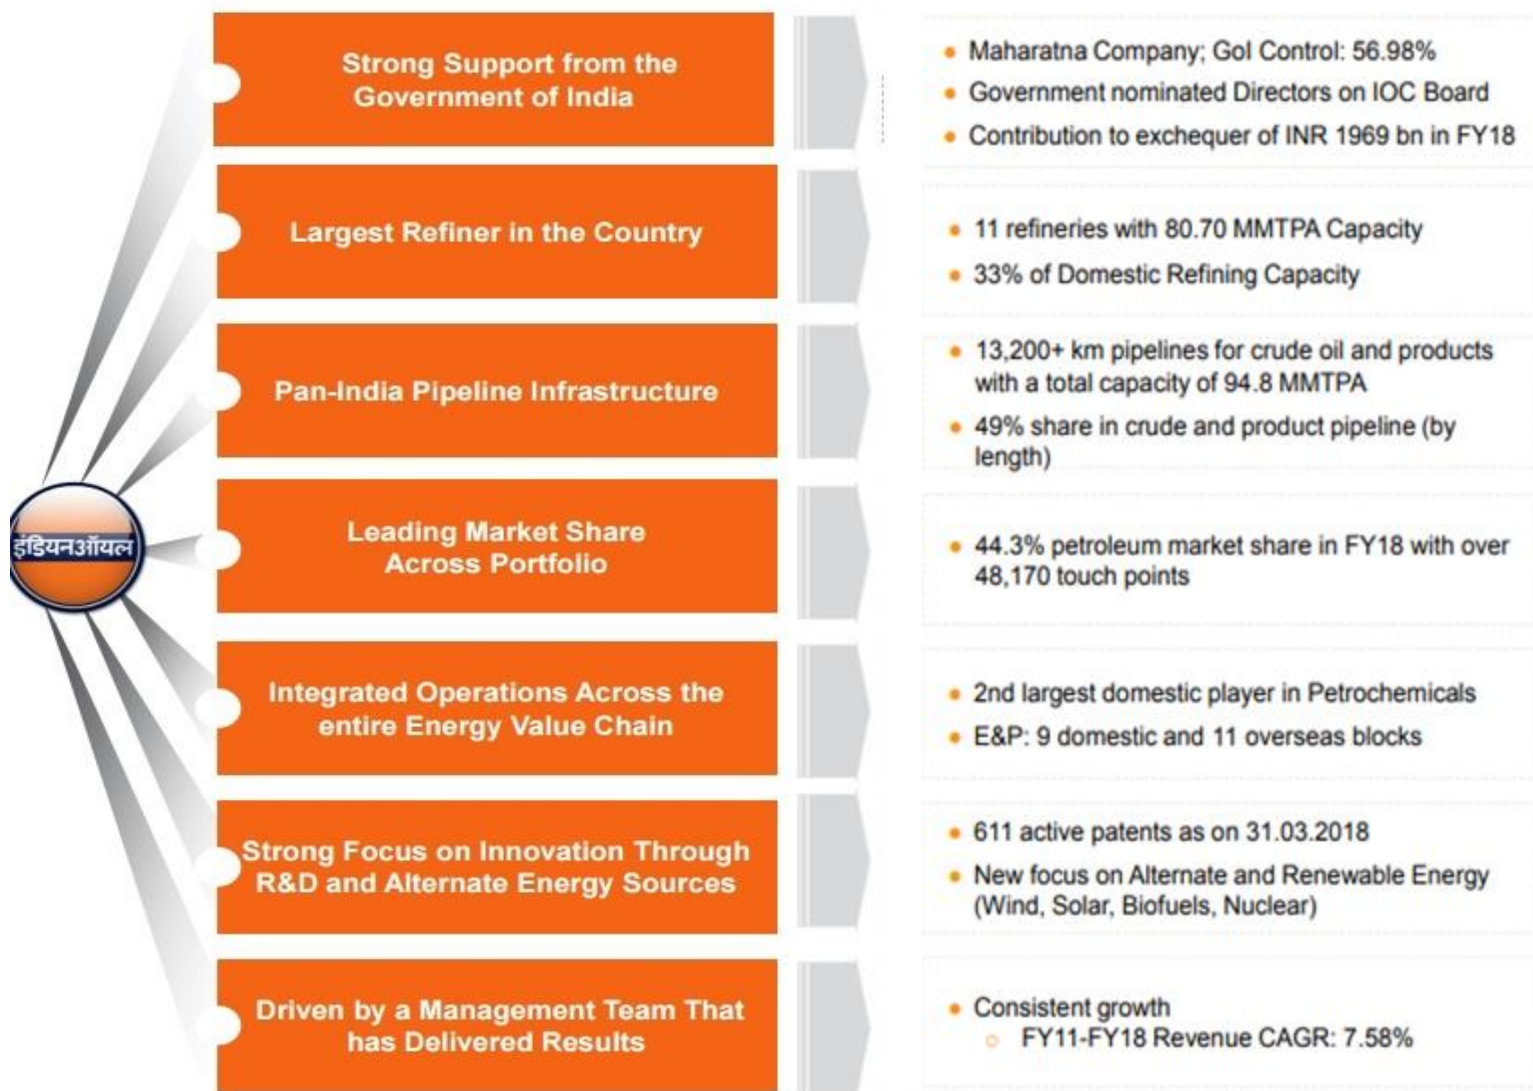 Strong Support from the
Government of India
• Maharatna Company; GoI Control: 56.98%
• Government nominated Directors on IOC Board
• Contribution to exchequer of INR 1969 bn in FY18
Largest Refiner in the Country
• 11 refineries with 80.70 MMTPA Capacity
• 33% of Domestic Refining Capacity
Pan-India Pipeline Infrastructure
• 13,200+ km pipelines for crude oil and products
with a total capacity of 94.8 MMTPA
• 49% share in crude and product pipeline (by
length)
इंडियनऑयल
Leading Market Share
Across Portfolio
• 44.3% petroleum market share in FY18 with over
48,170 touch points
Integrated Operations Across the
entire Energy Value Chain
• 2nd largest domestic player in Petrochemicals
• E&P: 9 domestic and 11 overseas blocks
Strong Focus on Innovation Through
R&D and Alternate Energy Sources
• 611 active patents as on 31.03.2018
• New focus on Alternate and Renewable Energy
(Wind, Solar, Biofuels, Nuclear)
Driven by a Management Team That
has Delivered Results
• Consistent growth
○ FY11-FY18 Revenue CAGR: 7.58%